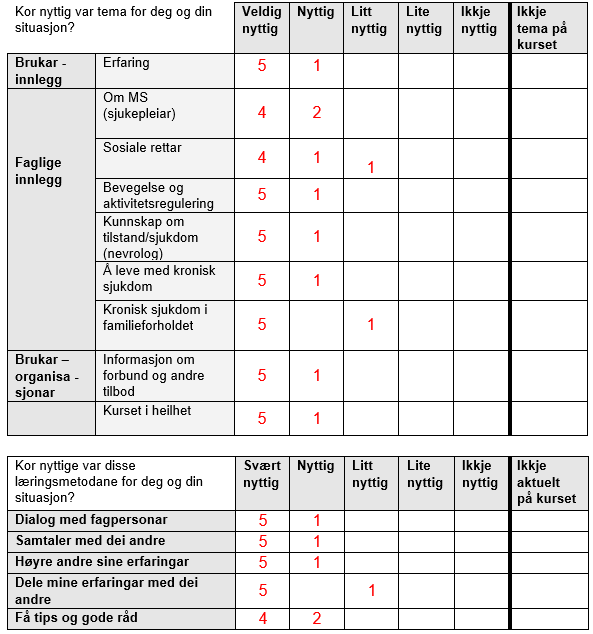 Kor nyttig var tema for deg og din situasjon? Veldig nyttig Nyttig Litt nyttig Lite nyttig Ikkje nyttig Ikkje tema på kurset
Brukar - innlegg Erfaring 5 1
Faglige innlegg Om MS (sjukepleiar) 4 2
Sosiale rettar 4 1 1
Bevegelse og aktivitetsregulering 5 1
Kunnskap om tilstand/sjukdom (nevrolog) 5 1
Å leve med kronisk sjukdom 5 1
Kronisk sjukdom i familieforholdet 5 1
Brukar – organisa - sjonar Informasjon om forbund og andre tilbod 5 1
Kurset i heilhet 5 1
Kor nyttige var disse læringsmetodane for deg og din situasjon? Svært nyttig Nyttig Litt nyttig Lite nyttig Ikkje nyttig Ikkje aktuelt på kurset
Dialog med fagpersonar 5 1
Samtaler med dei andre 5 1
Høyre andre sine erfaringar 5 1
Dele mine erfaringar med dei andre 5 1
Få tips og gode råd 4 2